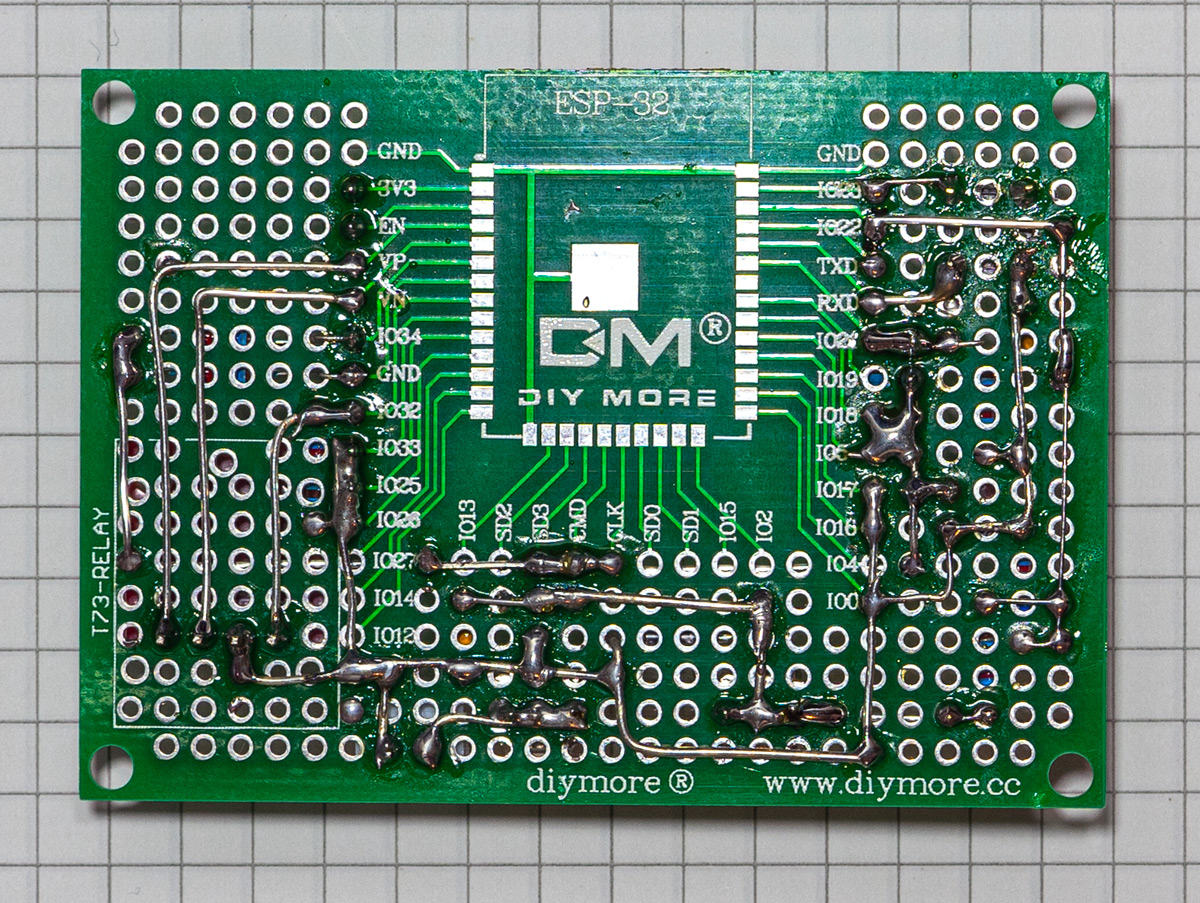 ESP-32
GND
3V3
EN
VP
VN
IO34
GND
IO32
IO33
IO25
IO26
IO27
IO14
IO12
GND
IO22
TXD
RXD
IO19
IO18
IO5
IO17
IO16
IO4
IO0
DM®
DIY MORE
IO13
SD2
SD3
CMD
CLK
SD0
SD1
IO15
IO2
T73-RELAY
diymore ®
www.diymore.cc